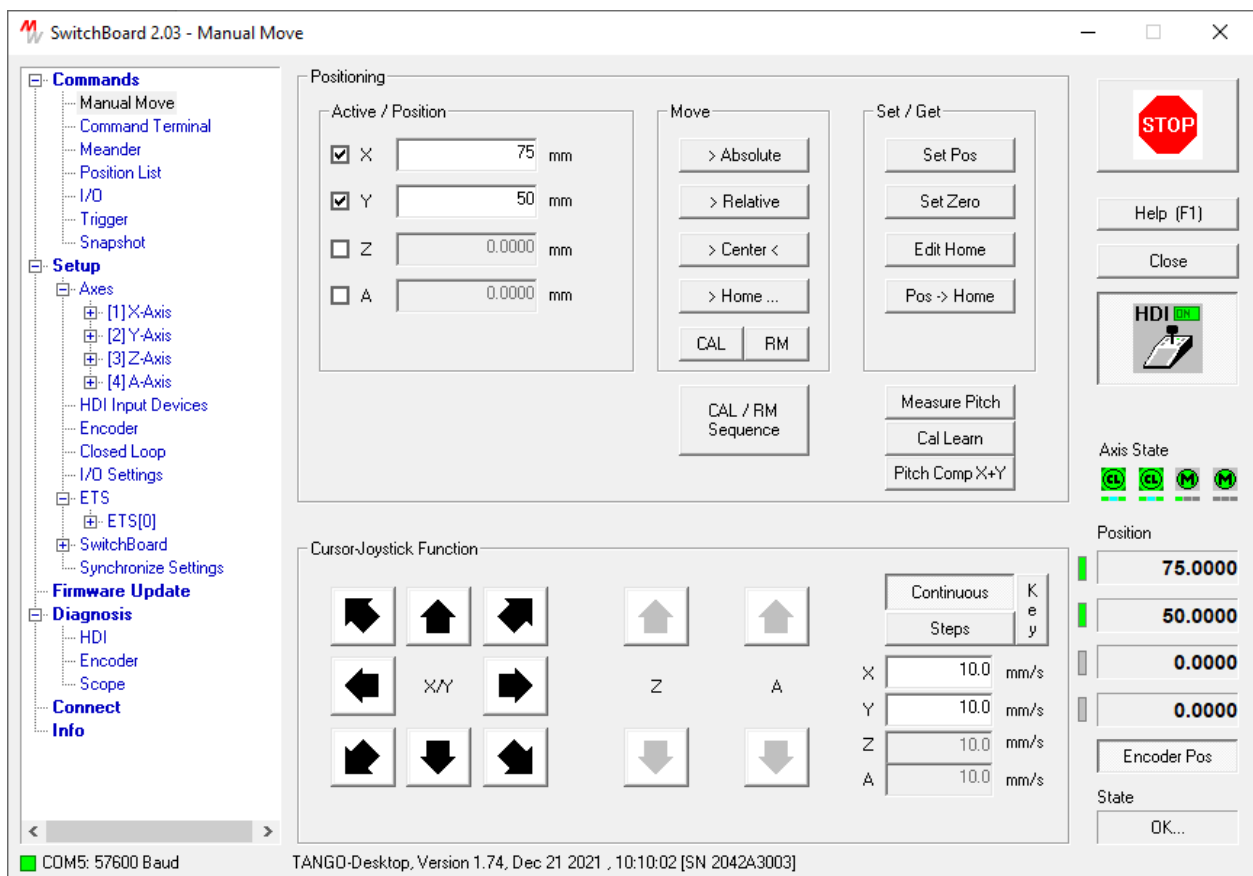 SwitchBoard 2.03 - Manual Move
Commands
Manual Move
Command Terminal
Meander
Position List
I/O
Trigger
Snapshot
Setup
Axes
[1] X-Axis
[2] Y-Axis
[3] Z-Axis
[4] A-Axis
HDI Input Devices
Encoder
Closed Loop
I/O Settings
ETS
ETS[0]
SwitchBoard
Synchronize Settings
Firmware Update
Diagnosis
HDI
Encoder
Scope
Connect
Info
Positioning
Active / Position
X 75 mm
Y 50 mm
Z 0.0000 mm
A 0.0000 mm
Move
> Absolute
> Relative
> Center <
> Home ...
CAL RM
CAL / RM
Sequence
Set / Get
Set Pos
Set Zero
Edit Home
Pos -> Home
Measure Pitch
Cal Learn
Pitch Comp X+Y
Cursor-Joystick Function
X/Y
Z
A
Continuous
Steps
Key
X 10.0 mm/s
Y 10.0 mm/s
Z 10.0 mm/s
A 10.0 mm/s
STOP
Help (F1)
Close
HDI ON
Axis State
CL CL M M
Position
75.0000
50.0000
0.0000
0.0000
Encoder Pos
State
OK...
COM5: 57600 Baud
TANGO-Desktop, Version 1.74, Dec 21 2021 , 10:10:02 [SN 2042A3003]